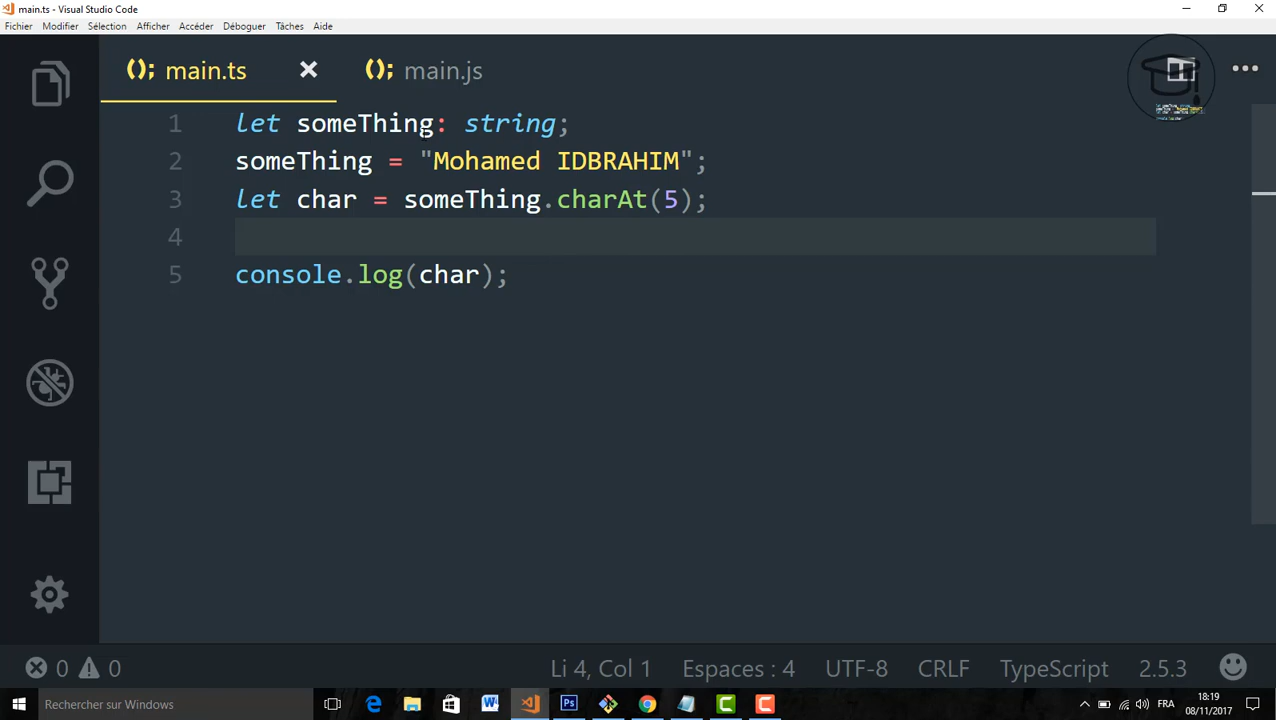 main.ts - Visual Studio Code
Fichier Modifier Sélection Afficher Accéder Déboguer Tâches Aide
main.ts main.js
1 let someThing: string;
2 someThing = "Mohamed IDBRAHIM";
3 let char = someThing.charAt(5);
4
5 console.log(char);
0 0 Li 4, Col 1 Espaces : 4 UTF-8 CRLF TypeScript 2.5.3
Rechercher sur Windows
FRA
18:19
08/11/2017